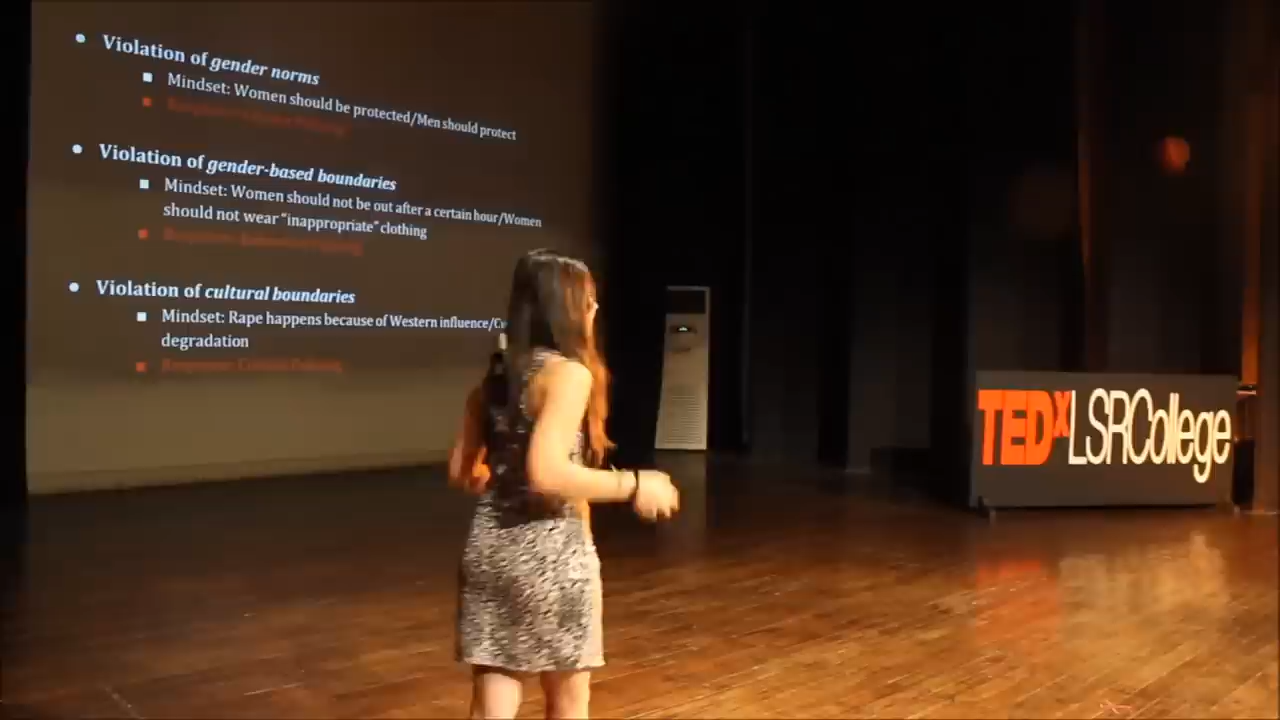 Violation of gender norms
Mindset: Women should be protected/Men should protect
Violation of gender-based boundaries
Mindset: Women should not be out after a certain hour/Women
should not wear “inappropriate” clothing
Violation of cultural boundaries
Mindset: Rape happens because of Western influence/
degradation
TEDxLSRCollege